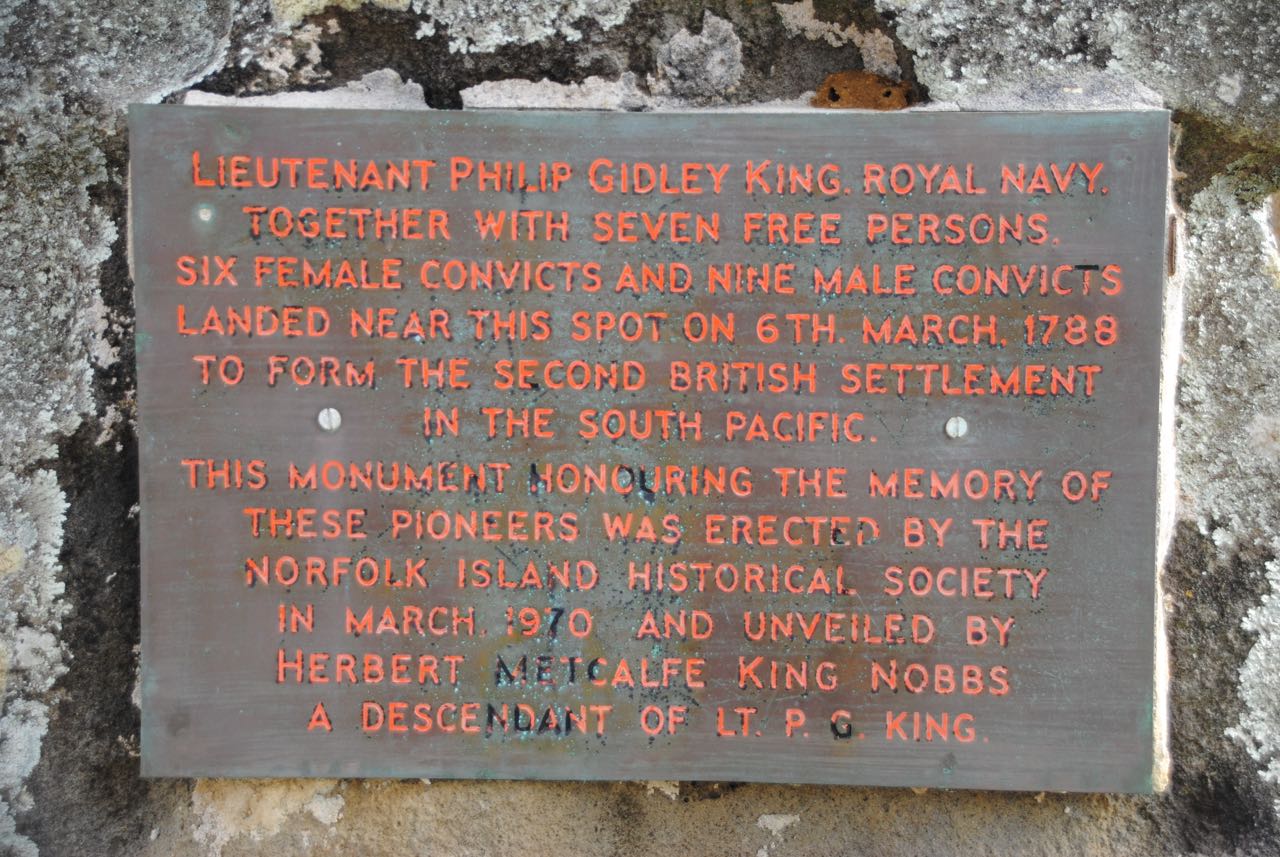 LIEUTENANT PHILIP GIDLEY KING. ROYAL NAVY.
TOGETHER WITH SEVEN FREE PERSONS.
SIX FEMALE CONVICTS AND NINE MALE CONVICTS
LANDED NEAR THIS SPOT ON 6TH. MARCH. 1788
TO FORM THE SECOND BRITISH SETTLEMENT
IN THE SOUTH PACIFIC.
THIS MONUMENT HONOURING THE MEMORY OF
THESE PIONEERS WAS ERECTED BY THE
NORFOLK ISLAND HISTORICAL SOCIETY
IN MARCH. 1970 AND UNVEILED BY
HERBERT METCALFE KING NOBBS
A DESCENDANT OF LT. P. G. KING.